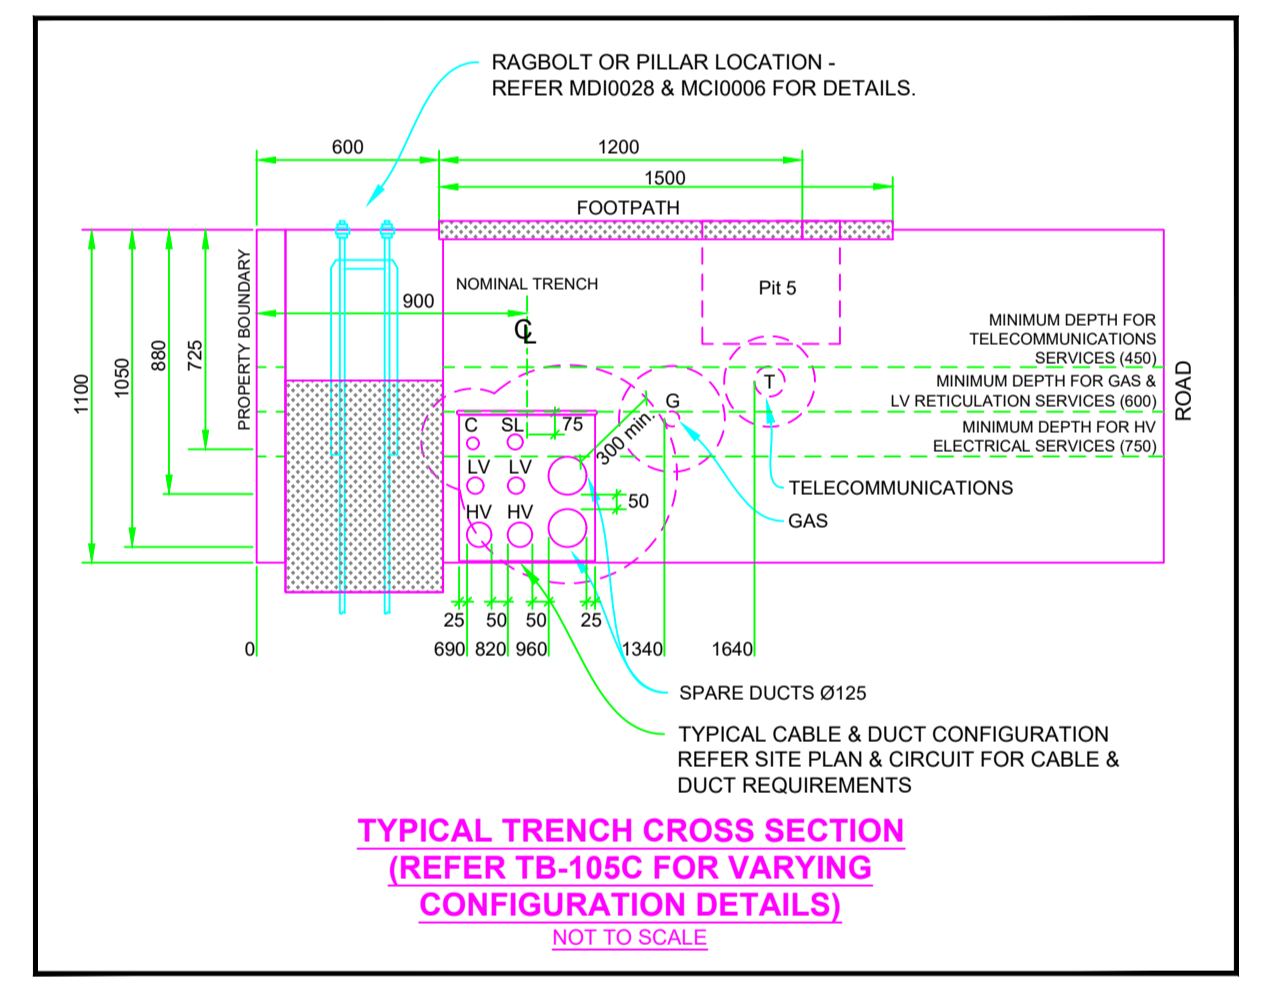 RAGBOLT OR PILLAR LOCATION -
REFER MDI0028 & MCI0006 FOR DETAILS.
600
1200
1500
FOOTPATH
PROPERTY BOUNDARY
NOMINAL TRENCH
900
CL
Pit 5
1100
1050
880
725
MINIMUM DEPTH FOR
TELECOMMUNICATIONS
SERVICES (450)
MINIMUM DEPTH FOR GAS &
LV RETICULATION SERVICES (600)
MINIMUM DEPTH FOR HV
ELECTRICAL SERVICES (750)
ROAD
T
G
C
SL
75
300 min.
LV
LV
HV
HV
50
TELECOMMUNICATIONS
GAS
25
50
50
25
0
690
820
960
1340
1640
SPARE DUCTS Ø125
TYPICAL CABLE & DUCT CONFIGURATION
REFER SITE PLAN & CIRCUIT FOR CABLE &
DUCT REQUIREMENTS
TYPICAL TRENCH CROSS SECTION
(REFER TB-105C FOR VARYING
CONFIGURATION DETAILS)
NOT TO SCALE